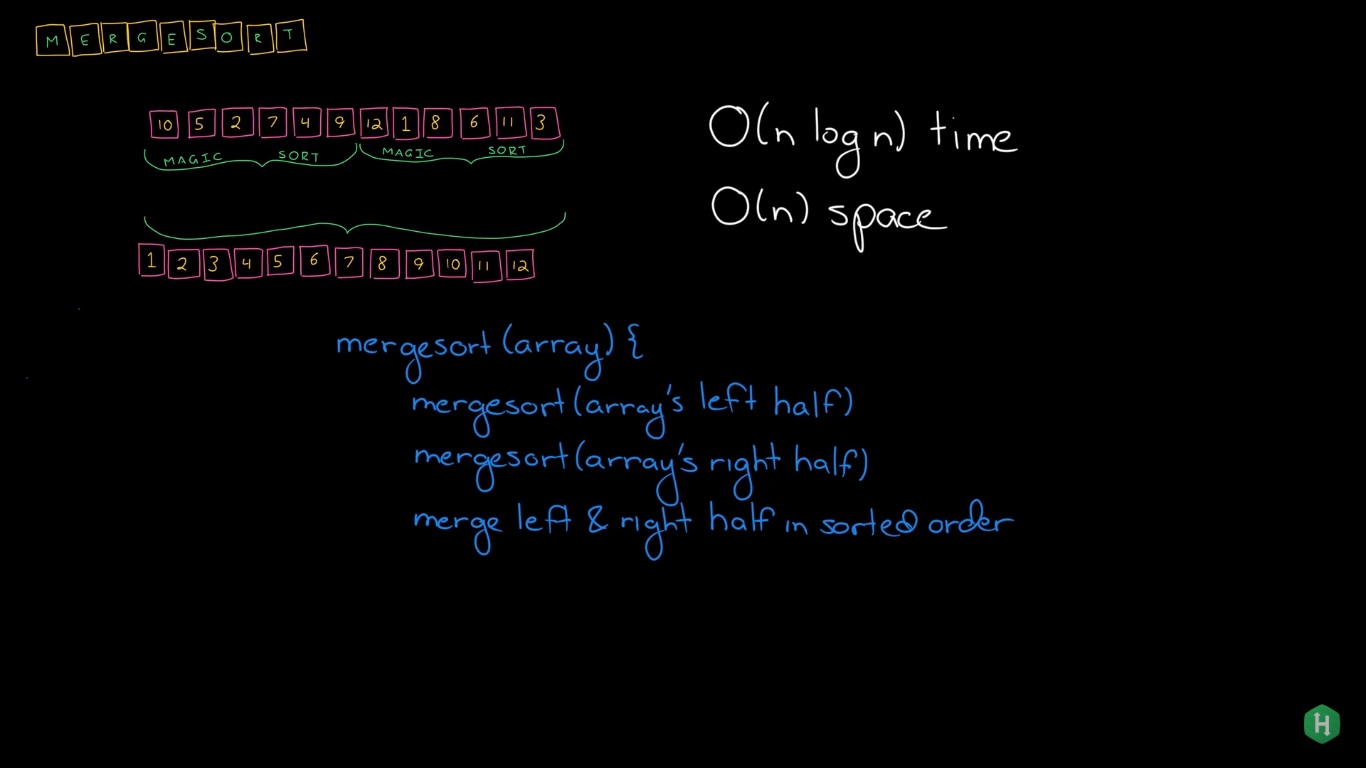 MERGESORT
10 5 2 7 4 9 12 1 8 6 11 3
MAGIC SORT MAGIC SORT
1 2 3 4 5 6 7 8 9 10 11 12
O(n log n) time
O(n) space
mergesort(array) {
mergesort(array's left half)
mergesort(array's right half)
merge left & right half in sorted order
H